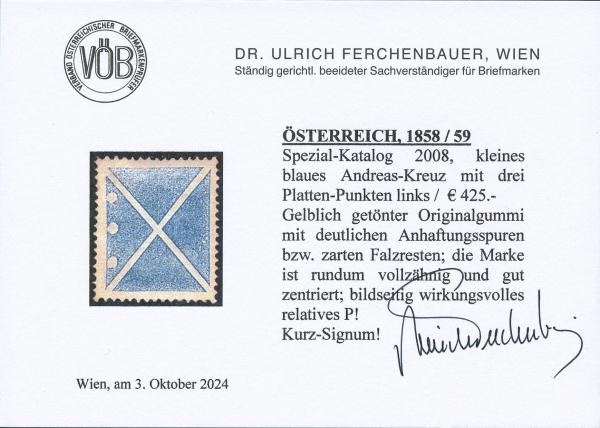 VERBAND ÖSTERREICHISCHER BRIEFMARKENPRÜFER
VÖB
DR. ULRICH FERCHENBAUER, WIEN
Ständig gerichtl. beeideter Sachverständiger für Briefmarken
ÖSTERREICH, 1858 / 59
Spezial-Katalog 2008, kleines
blaues Andreas-Kreuz mit drei
Platten-Punkten links / € 425.-
Gelblich getönter Originalgummi
mit deutlichen Anhaftungsspuren
bzw. zarten Falzresten; die Marke
ist rundum vollzähnig und gut
zentriert; bildseitig wirkungsvolles
relatives P!
Kurz-Signum!
Wien, am 3. Oktober 2024